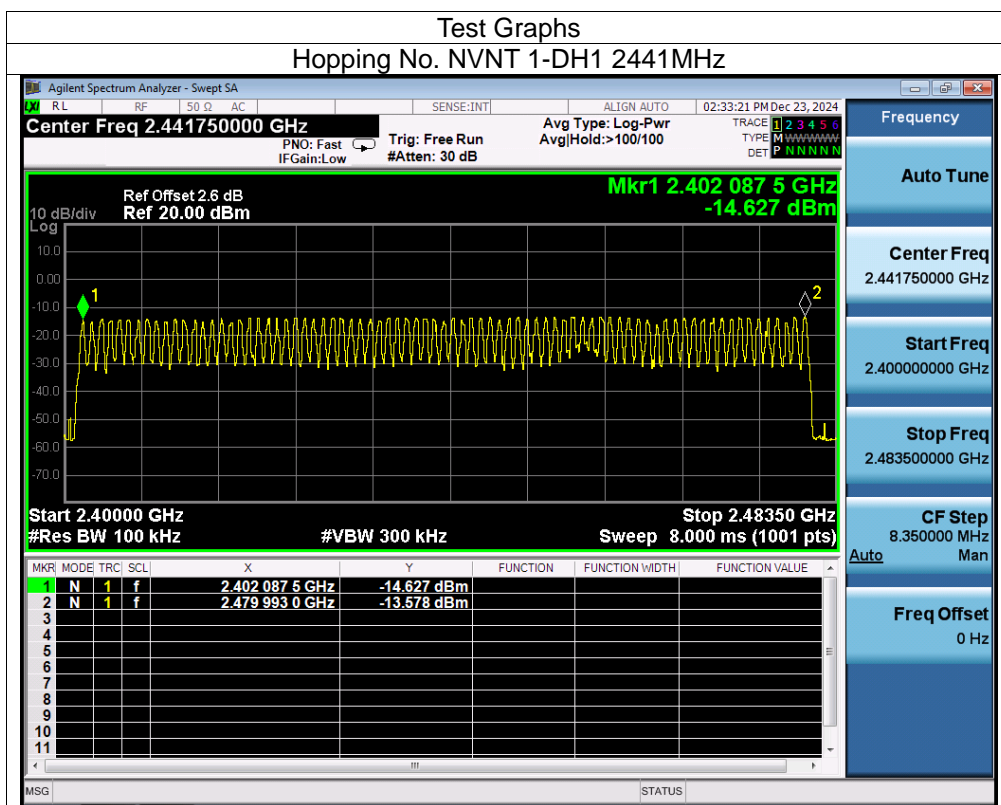 Test Graphs
Hopping No. NVNT 1-DH1 2441MHz
Agilent Spectrum Analyzer - Swept SA
LXI RL RF 50 Ω AC SENSE:INT ALIGN AUTO 02:33:21 PM Dec 23, 2024
Center Freq 2.441750000 GHz
PNO: Fast
IFGain:Low
Trig: Free Run
#Atten: 30 dB
Avg Type: Log-Pwr
Avg|Hold:>100/100
TRACE 1 2 3 4 5 6
TYPE M W W W W W
DET P N N N N N
Ref Offset 2.6 dB
10 dB/div Ref 20.00 dBm
Log
Mkr1 2.402 087 5 GHz
-14.627 dBm
10.0
0.00
-10.0
-20.0
-30.0
-40.0
-50.0
-60.0
-70.0
1
2
Start 2.40000 GHz Stop 2.48350 GHz
#Res BW 100 kHz #VBW 300 kHz Sweep 8.000 ms (1001 pts)
MKR MODE TRC SCL X Y FUNCTION FUNCTION WIDTH FUNCTION VALUE
1 N 1 f 2.402 087 5 GHz -14.627 dBm
2 N 1 f 2.479 993 0 GHz -13.578 dBm
3
4
5
6
7
8
9
10
11
MSG STATUS
Frequency
Auto Tune
Center Freq
2.441750000 GHz
Start Freq
2.400000000 GHz
Stop Freq
2.483500000 GHz
CF Step
8.350000 MHz
Auto Man
Freq Offset
0 Hz